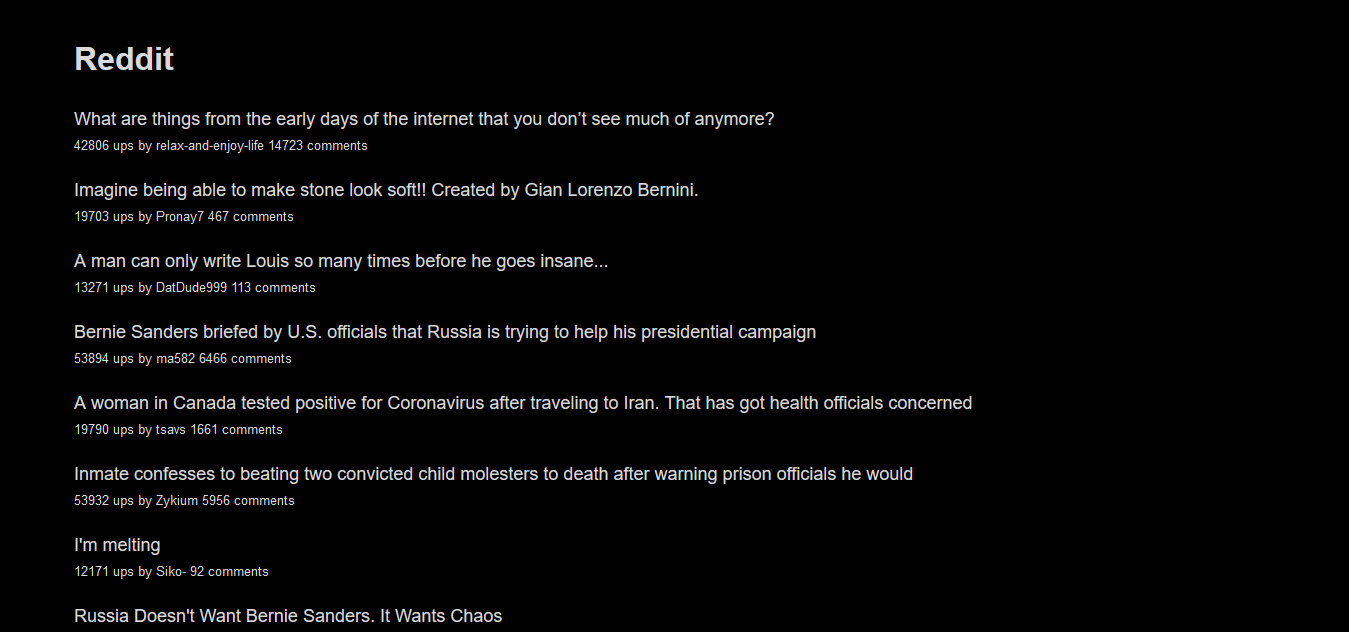 Reddit
What are things from the early days of the internet that you don’t see much of anymore?
42806 ups by relax-and-enjoy-life 14723 comments
Imagine being able to make stone look soft!! Created by Gian Lorenzo Bernini.
19703 ups by Pronay7 467 comments
A man can only write Louis so many times before he goes insane...
13271 ups by DatDude999 113 comments
Bernie Sanders briefed by U.S. officials that Russia is trying to help his presidential campaign
53894 ups by ma582 6466 comments
A woman in Canada tested positive for Coronavirus after traveling to Iran. That has got health officials concerned
19790 ups by tsavs 1661 comments
Inmate confesses to beating two convicted child molesters to death after warning prison officials he would
53932 ups by Zykium 5956 comments
I'm melting
12171 ups by Siko- 92 comments
Russia Doesn't Want Bernie Sanders. It Wants Chaos